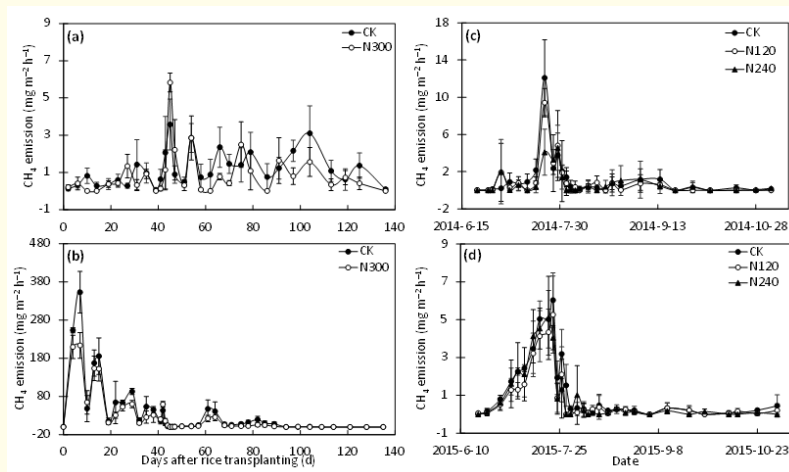 (a)
CK
N300
CH₄ emission (mg m⁻² h⁻¹)
9
7
5
3
1
-1
0 20 40 60 80 100 120 140
(c)
CK
N120
N240
CH₄ emission (mg m⁻² h⁻¹)
18
14
10
6
2
-2
2014-6-15 2014-7-30 2014-9-13 2014-10-28
(b)
CK
N300
CH₄ emission (mg m⁻² h⁻¹)
480
380
280
180
80
-20
0 20 40 60 80 100 120 140
Days after rice transplanting (d)
(d)
CK
N120
N240
CH₄ emission (mg m⁻² h⁻¹)
9
7
5
3
1
-1
2015-6-10 2015-7-25 2015-9-8 2015-10-23
Date